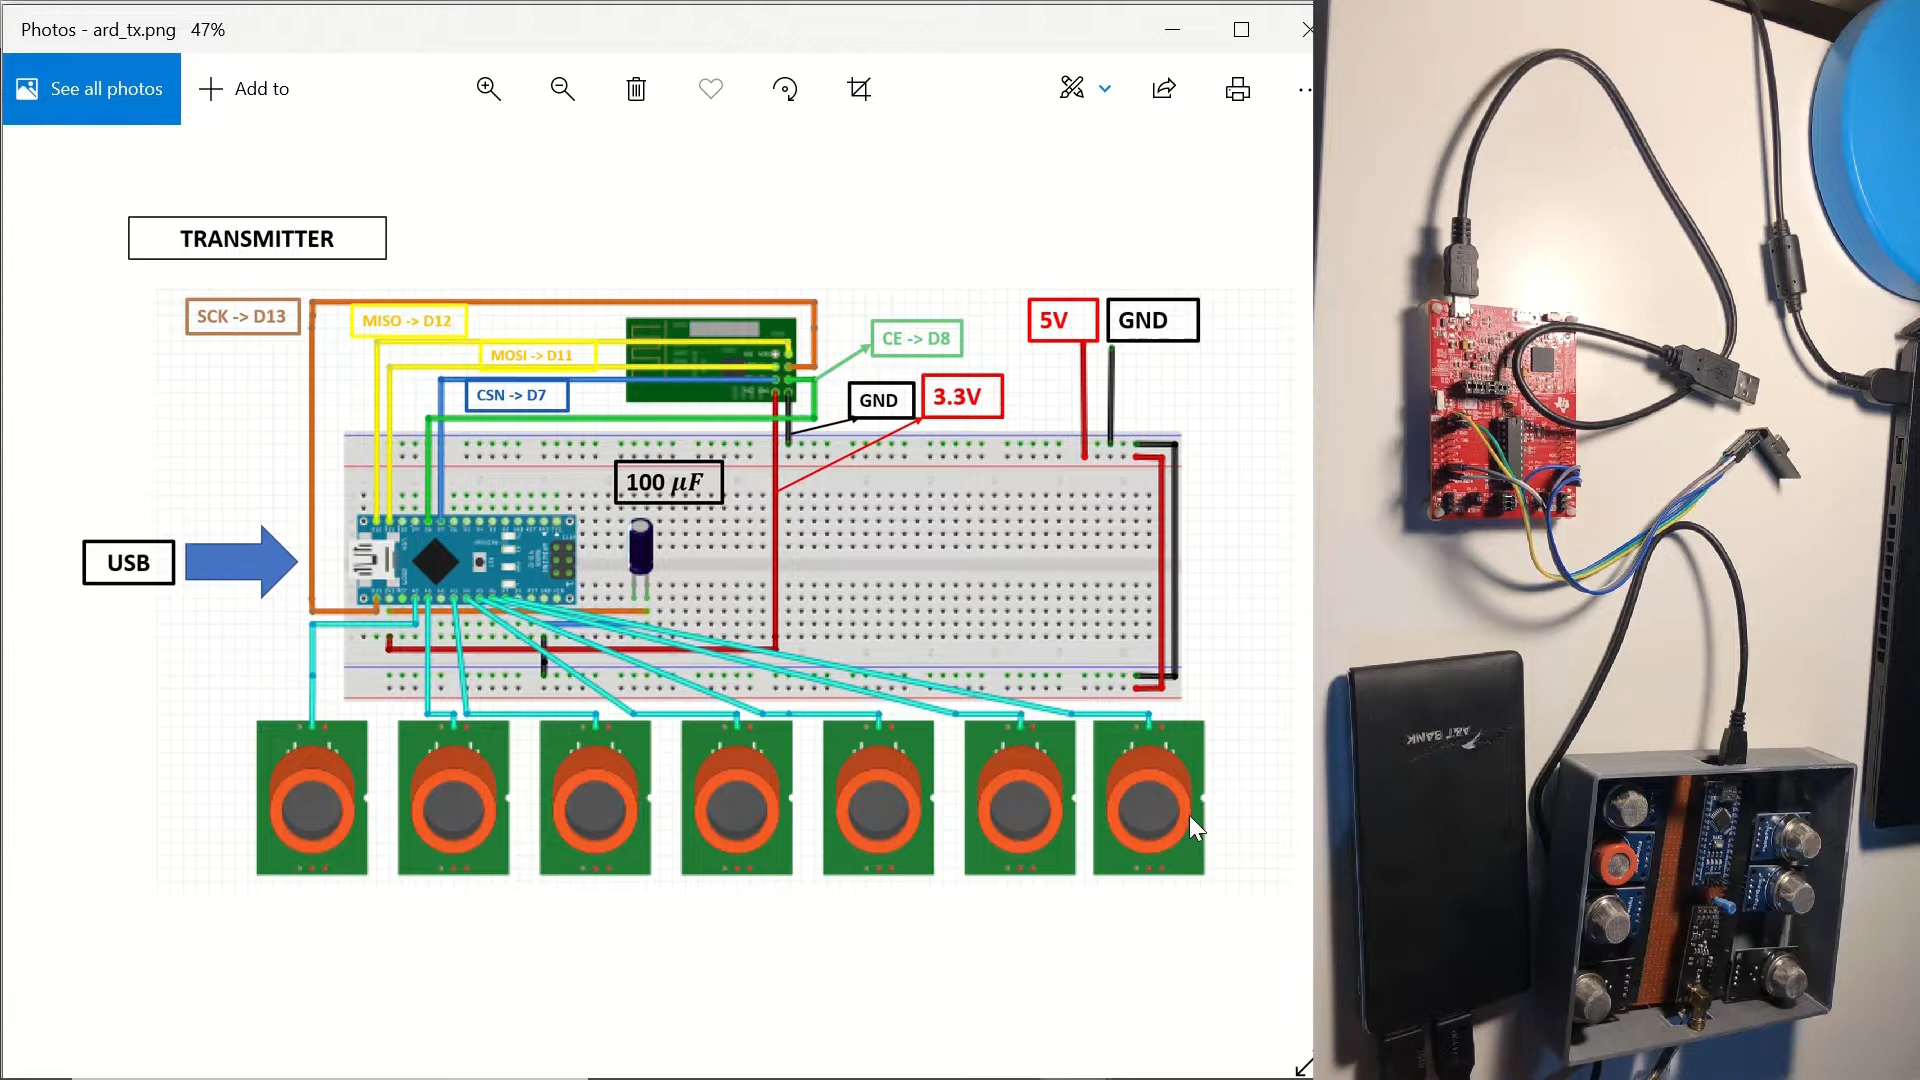 Photos - ard_tx.png 47%
See all photos
Add to
TRANSMITTER
SCK -> D13
MISO -> D12
MOSI -> D11
CSN -> D7
CE -> D8
GND
3.3V
5V
GND
100 μF
USB
A&T BANK